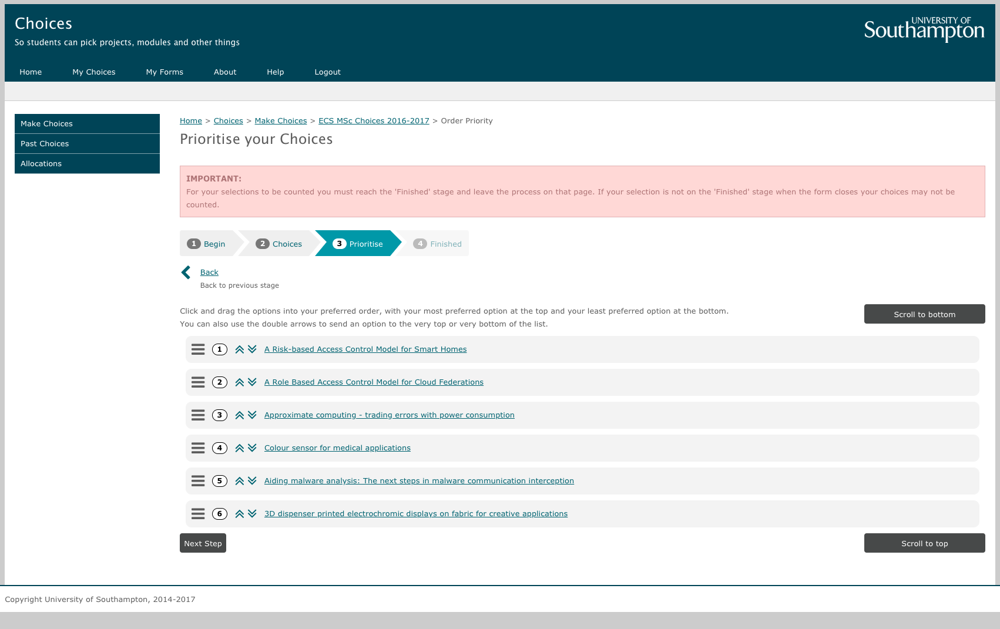 Choices
So students can pick projects, modules and other things
UNIVERSITY OF
Southampton
Home My Choices My Forms About Help Logout
Make Choices
Past Choices
Allocations
Home > Choices > Make Choices > ECS MSc Choices 2016-2017 > Order Priority
Prioritise your Choices
IMPORTANT:
For your selections to be counted you must reach the 'Finished' stage and leave the process on that page. If your selection is not on the 'Finished' stage when the form closes your choices may not be
counted.
1 Begin 2 Choices 3 Prioritise 4 Finished
Back
Back to previous stage
Click and drag the options into your preferred order, with your most preferred option at the top and your least preferred option at the bottom.
You can also use the double arrows to send an option to the very top or very bottom of the list.
Scroll to bottom
1 A Risk-based Access Control Model for Smart Homes
2 A Role Based Access Control Model for Cloud Federations
3 Approximate computing - trading errors with power consumption
4 Colour sensor for medical applications
5 Aiding malware analysis: The next steps in malware communication interception
6 3D dispenser printed electrochromic displays on fabric for creative applications
Next Step
Scroll to top
Copyright University of Southampton, 2014-2017